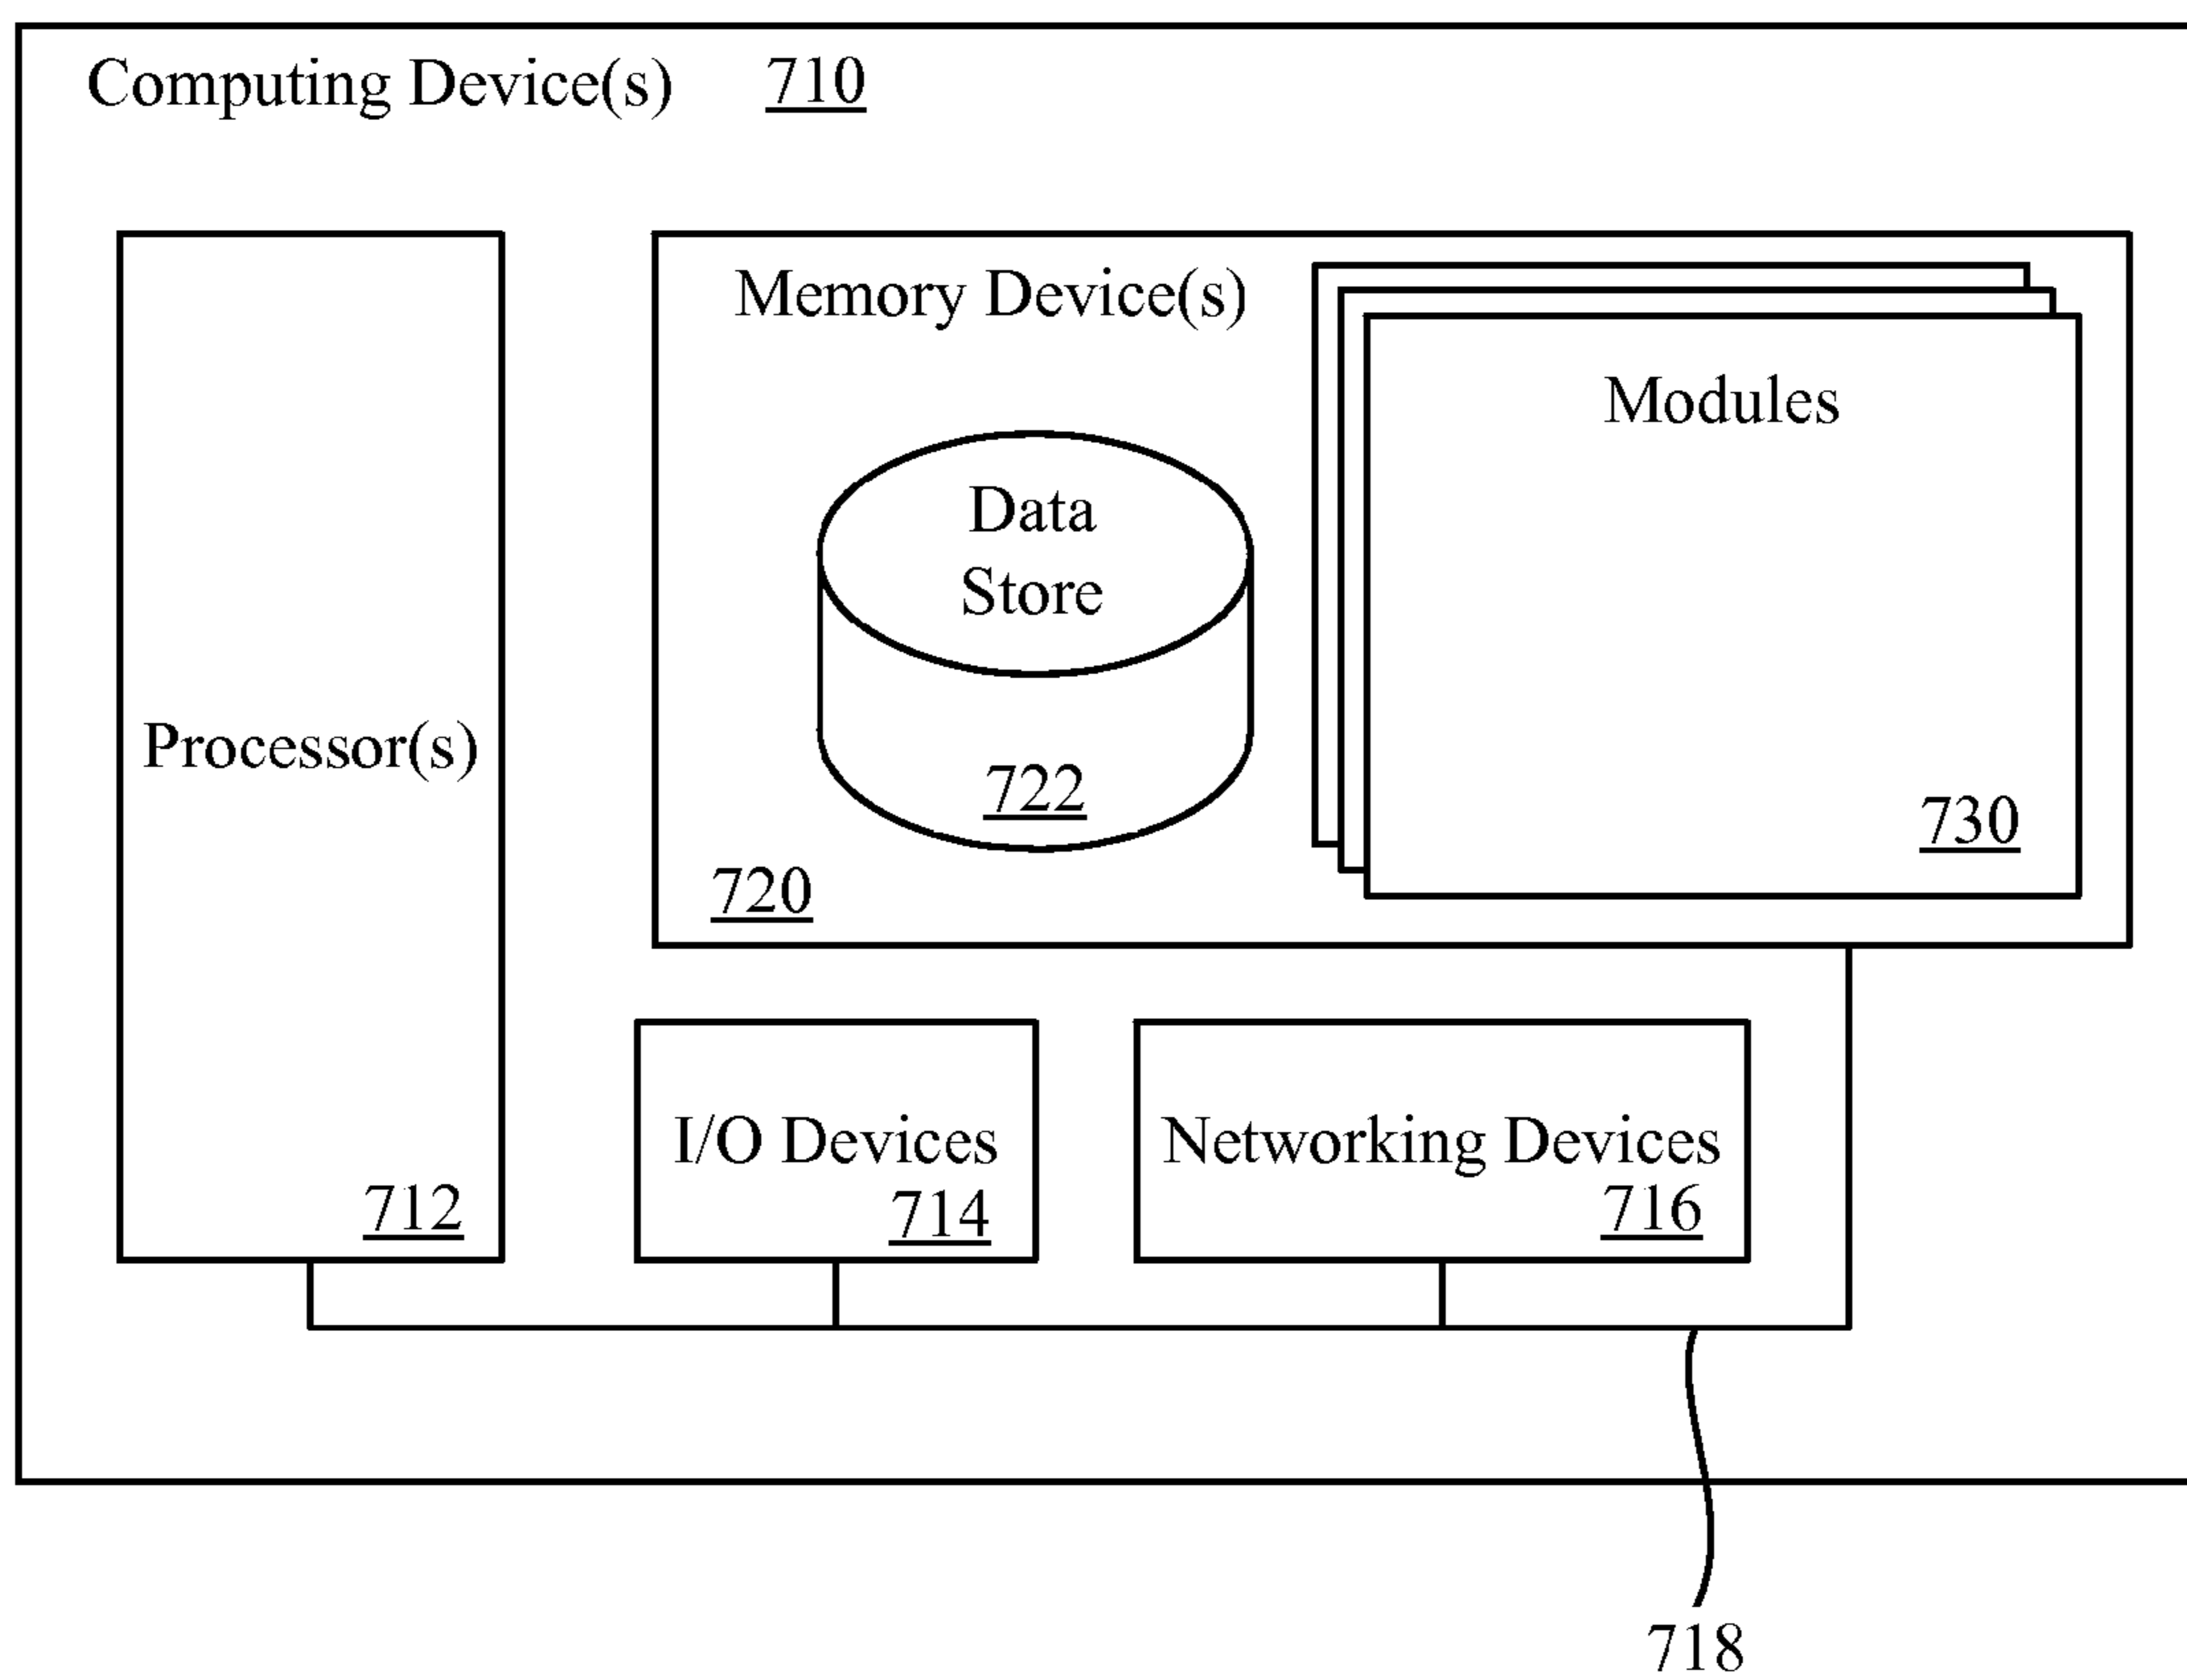 Computing Device(s) 710
Processor(s)
712
Memory Device(s)
Data
Store
722
720
Modules
730
I/O Devices
714
Networking Devices
716
718